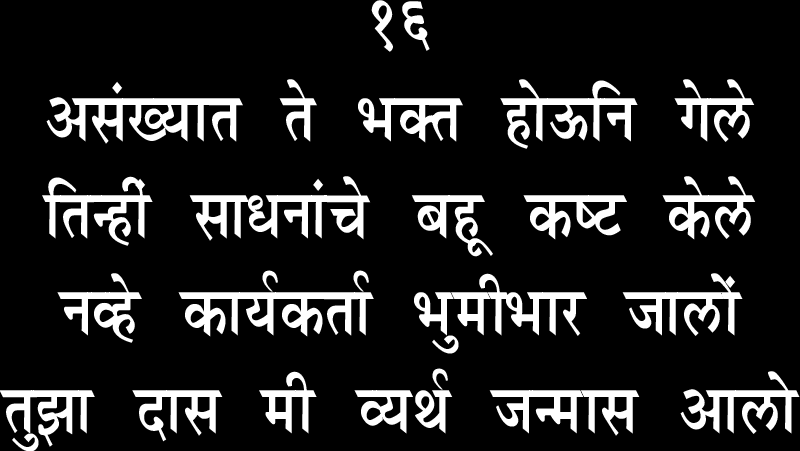 १६
असंख्यात ते भक्त होऊनि गेले
तिन्हीं साधनांचे बहू कष्ट केले
नव्हे कार्यकर्ता भुमीभार जालों
तुझा दास मी व्यर्थ जन्मास आलो